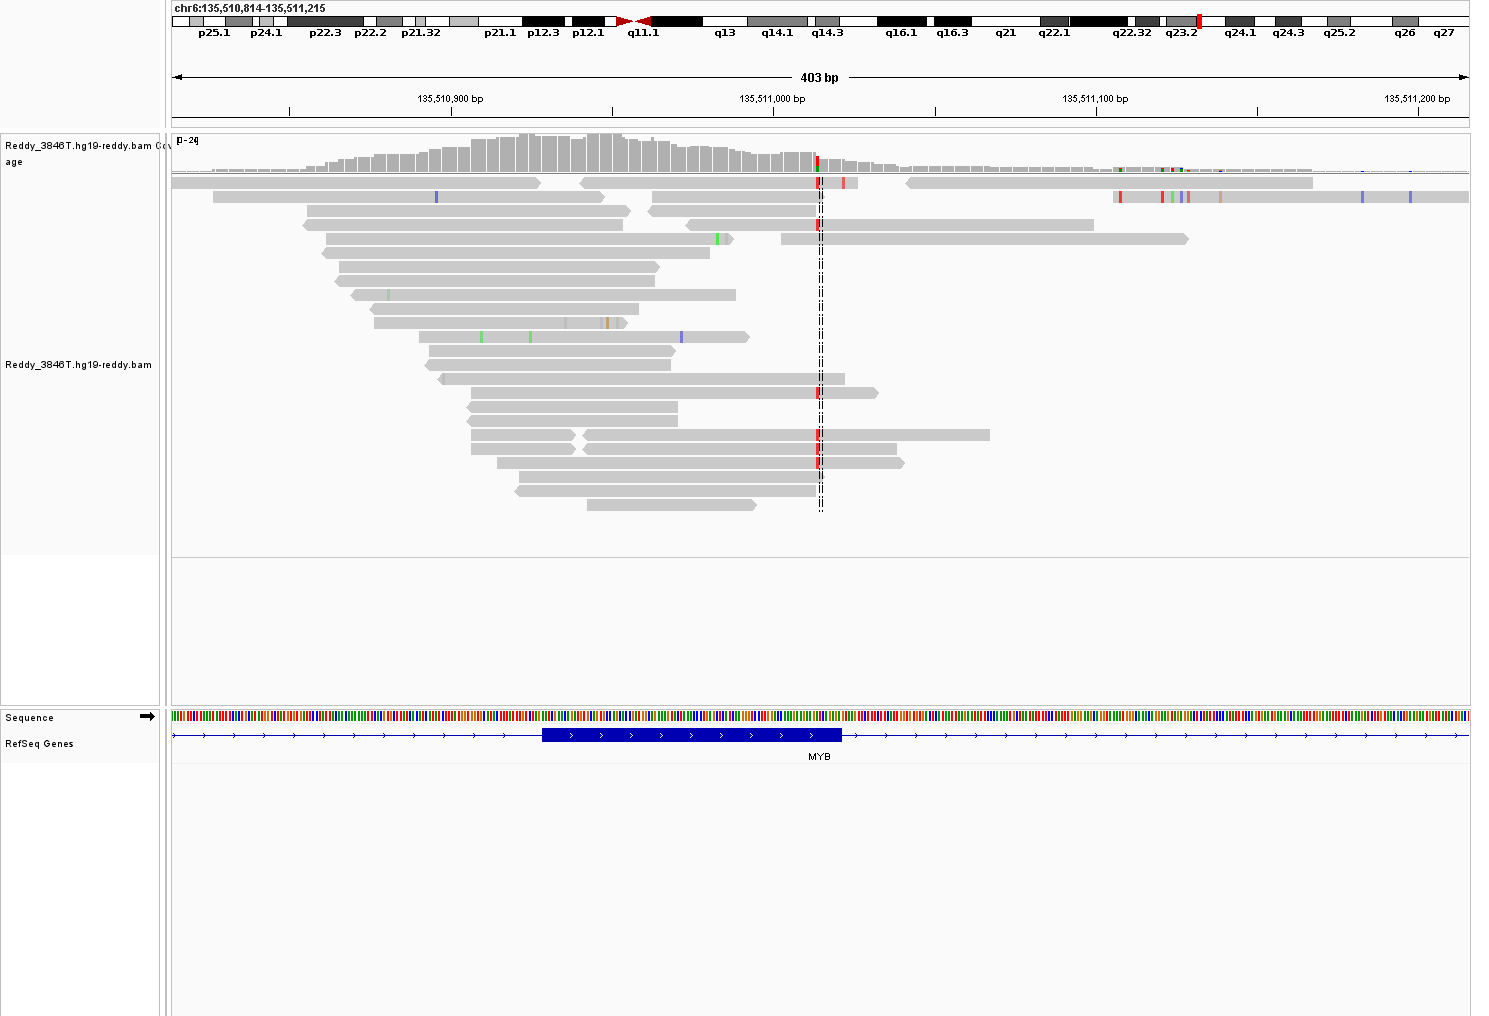 chr6:135,510,814-135,511,215
p25.1 p24.1 p22.3 p22.2 p21.32 p21.1 p12.3 p12.1 q11.1 q13 q14.1 q14.3 q16.1 q16.3 q21 q22.1 q22.32 q23.2 q24.1 q24.3 q25.2 q26 q27
403 bp
135,510,900 bp 135,511,000 bp 135,511,100 bp 135,511,200 bp
[0-24]
Reddy_3846T.hg19-reddy.bam Cov
age
Reddy_3846T.hg19-reddy.bam
Sequence
RefSeq Genes
MYB